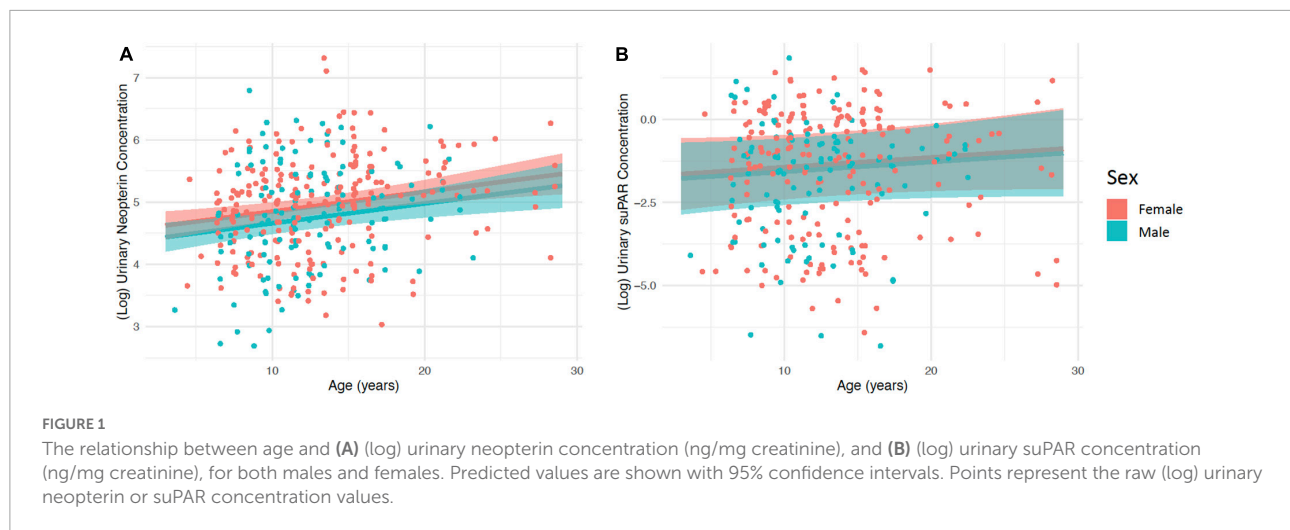 A
B
(Log) Urinary Neopterin Concentration
7
6
5
4
3
10
20
30
Age (years)
(Log) Urinary suPAR Concentration
0.0
−2.5
−5.0
10
20
30
Age (years)
Sex
Female
Male
FIGURE 1
The relationship between age and (A) (log) urinary neopterin concentration (ng/mg creatinine), and (B) (log) urinary suPAR concentration
(ng/mg creatinine), for both males and females. Predicted values are shown with 95% confidence intervals. Points represent the raw (log) urinary
neopterin or suPAR concentration values.